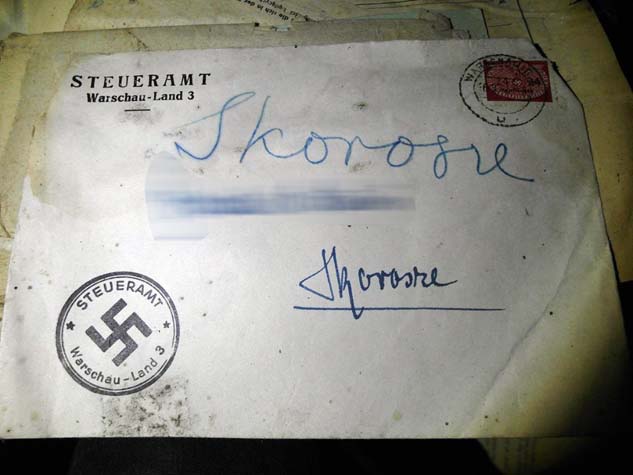 STEUERAMT
Warschau-Land 3
Skorosze
Skorosze
STEUERAMT
Warschau-Land 3